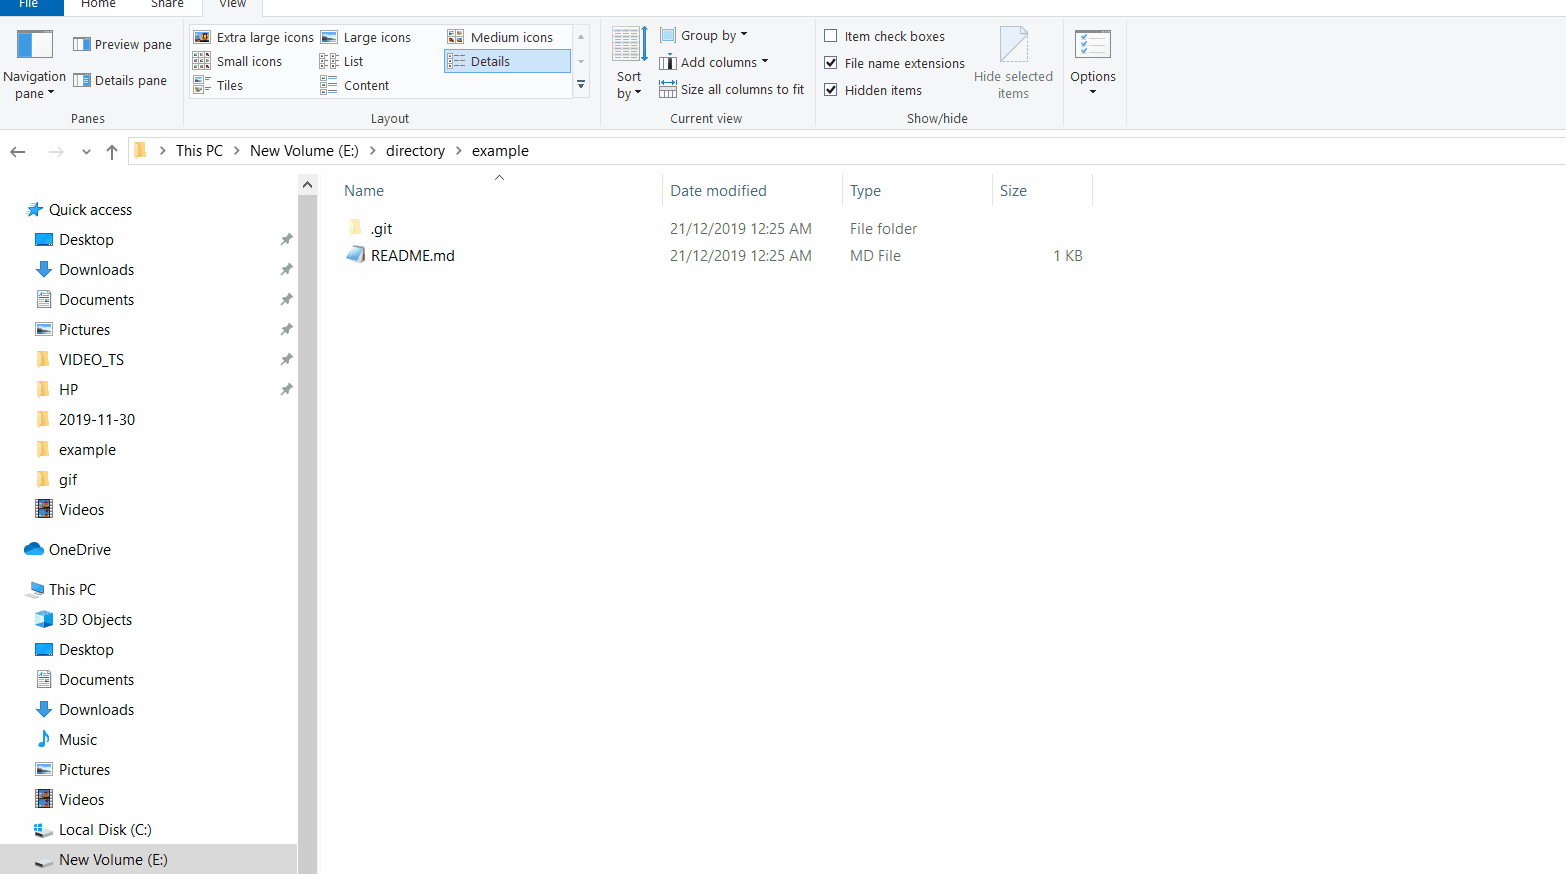 File Home Share View
Extra large icons Large icons Medium icons
Small icons List Details
Tiles Content
Preview pane
Details pane
Navigation
pane
Panes
Layout
Sort
by
Group by
Add columns
Size all columns to fit
Current view
Item check boxes
File name extensions
Hidden items
Hide selected
items
Show/hide
Options
This PC New Volume (E:) directory example
Name Date modified Type Size
.git 21/12/2019 12:25 AM File folder
README.md 21/12/2019 12:25 AM MD File 1 KB
Quick access
Desktop
Downloads
Documents
Pictures
VIDEO_TS
HP
2019-11-30
example
gif
Videos
OneDrive
This PC
3D Objects
Desktop
Documents
Downloads
Music
Pictures
Videos
Local Disk (C:)
New Volume (E:)